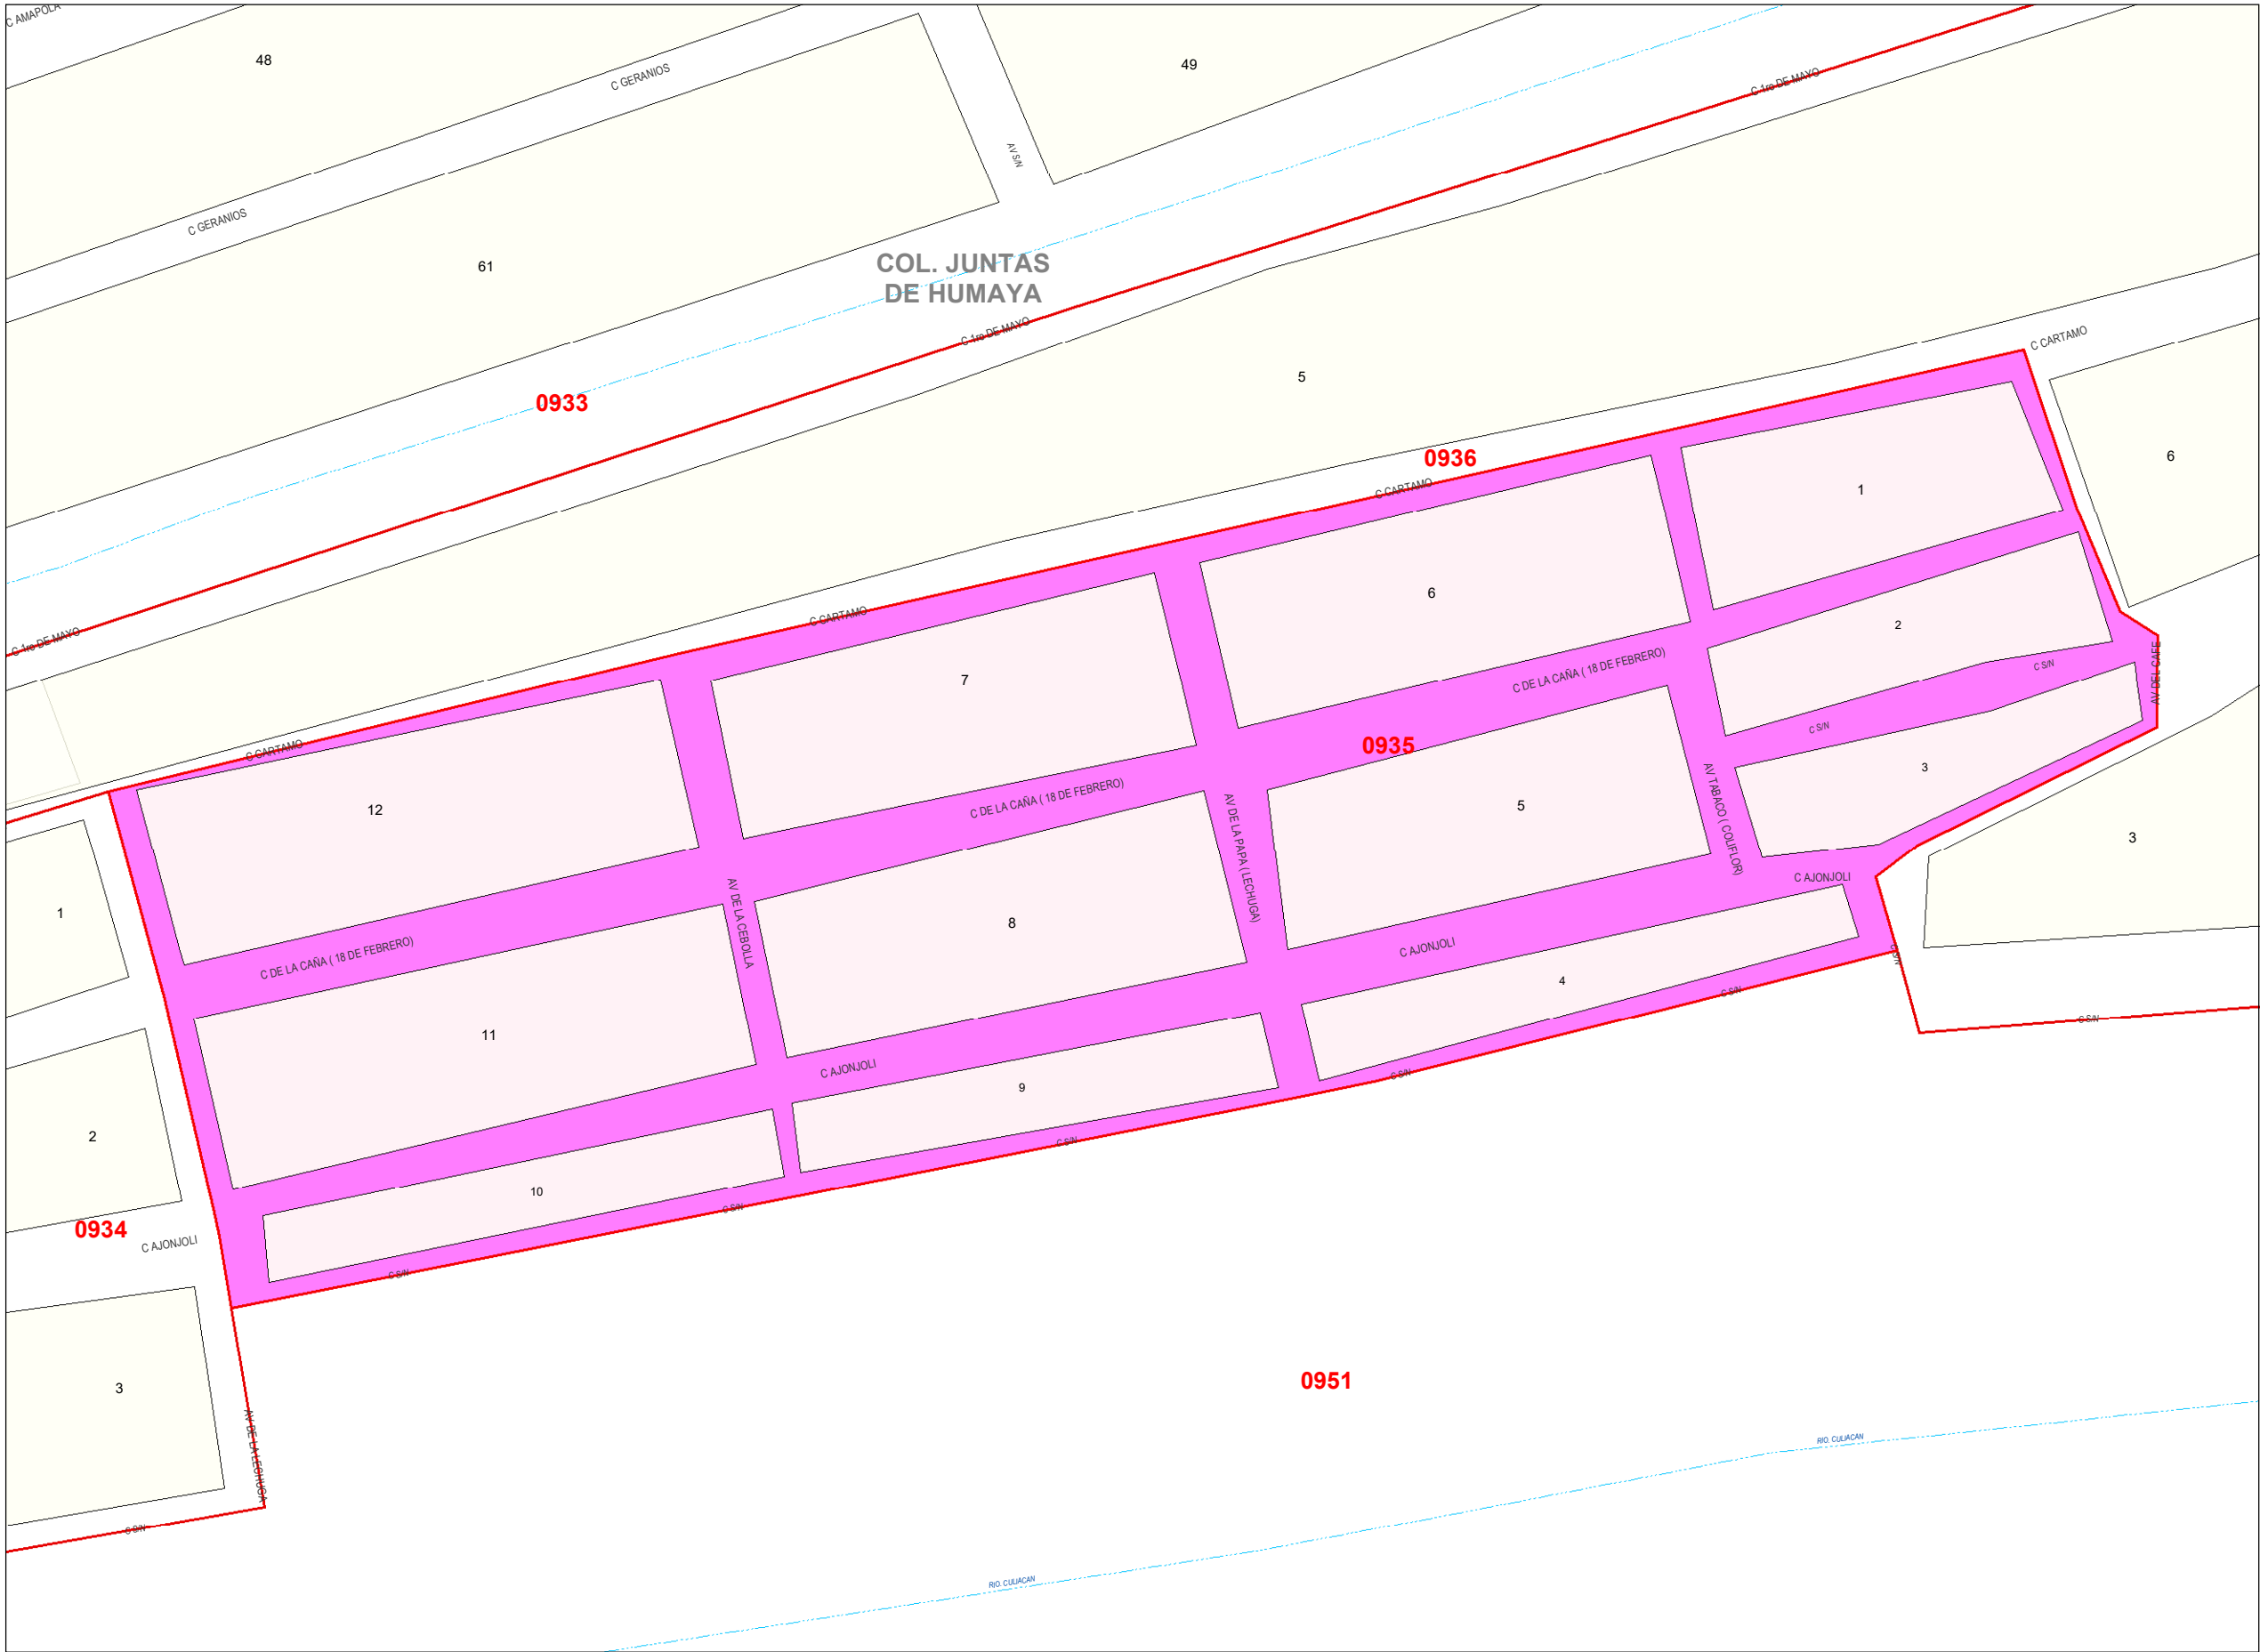 C AMAPOLA
48
C GERANIOS
49
C 1ro DE MAYO
AV S/N
C GERANIOS
61
COL. JUNTAS
DE HUMAYA
C 1ro DE MAYO
C CARTAMO
5
0933
0936
6
C CARTAMO
1
6
C CARTAMO
2
C 1ro DE MAYO
C DE LA CAÑA ( 18 DE FEBRERO)
C S/N
AV DEL CAFE
7
C S/N
0935
C CARTAMO
3
C DE LA CAÑA ( 18 DE FEBRERO)
5
12
AV TABACO ( COLIFLOR)
3
AV DE LA PAPA ( LECHUGA)
C AJONJOLI
1
8
AV DE LA CEBOLLA
C DE LA CAÑA ( 18 DE FEBRERO)
C AJONJOLI
C S/N
4
C S/N
C S/N
11
C AJONJOLI
C S/N
9
2
C S/N
10
C S/N
0934
C AJONJOLI
C S/N
0951
3
AV DE LA LECHUGA
RIO. CULIACAN
C S/N
RIO. CULIACAN